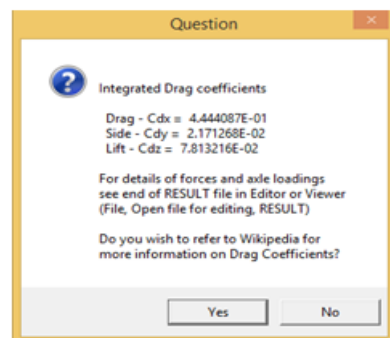 Question
Integrated Drag coefficients
Drag - Cdx = 4.444087E-01
Side - Cdy = 2.171268E-02
Lift - Cdz = 7.813216E-02
For details of forces and axle loadings
see end of RESULT file in Editor or Viewer
(File, Open file for editing, RESULT)
Do you wish to refer to Wikipedia for
more information on Drag Coefficients?
Yes No